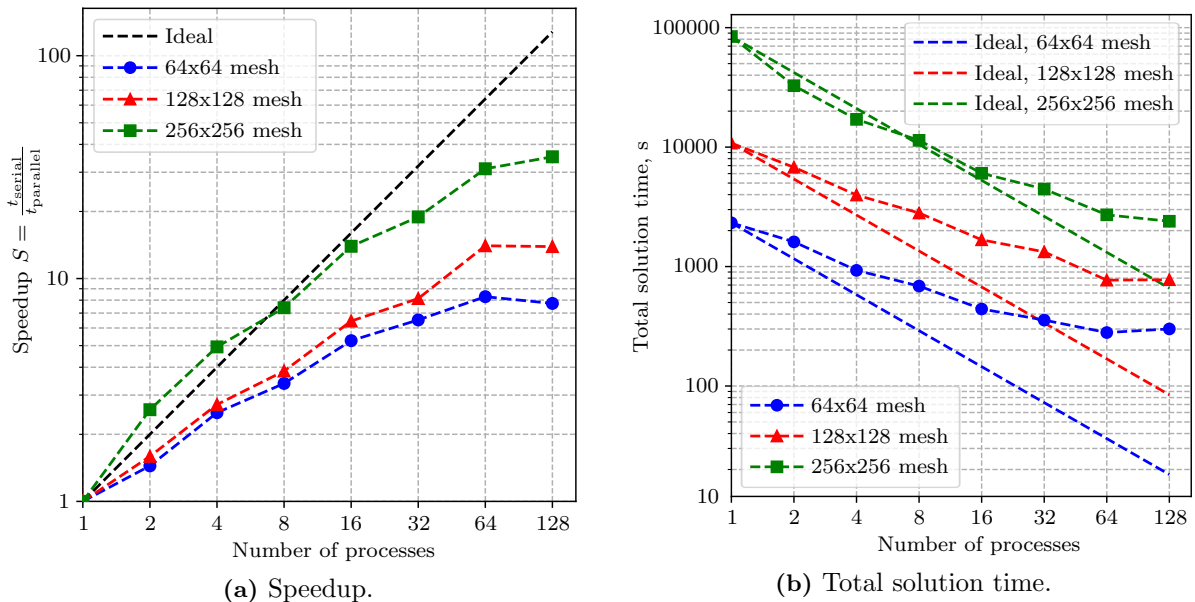 100
10
1
Speedup S = t_serial / t_parallel
Ideal
64x64 mesh
128x128 mesh
256x256 mesh
1 2 4 8 16 32 64 128
Number of processes
(a) Speedup.
100000
10000
1000
100
10
Total solution time, s
Ideal, 64x64 mesh
Ideal, 128x128 mesh
Ideal, 256x256 mesh
64x64 mesh
128x128 mesh
256x256 mesh
1 2 4 8 16 32 64 128
Number of processes
(b) Total solution time.